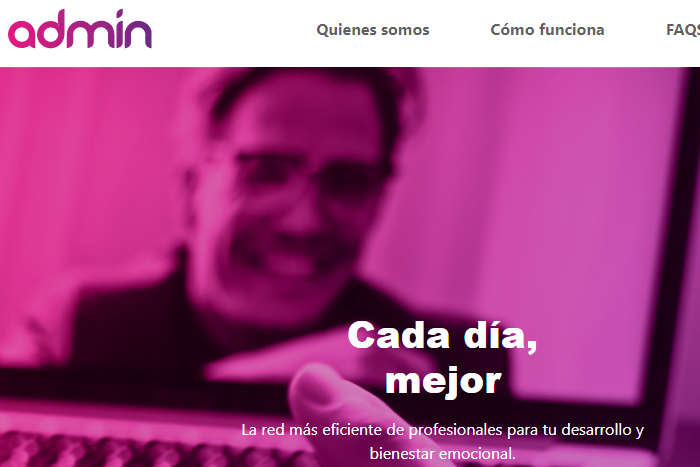 admin
Quienes somos
Cómo funciona
FAQS
Cada día,
mejor
La red más eficiente de profesionales para tu desarrollo y
bienestar emocional.